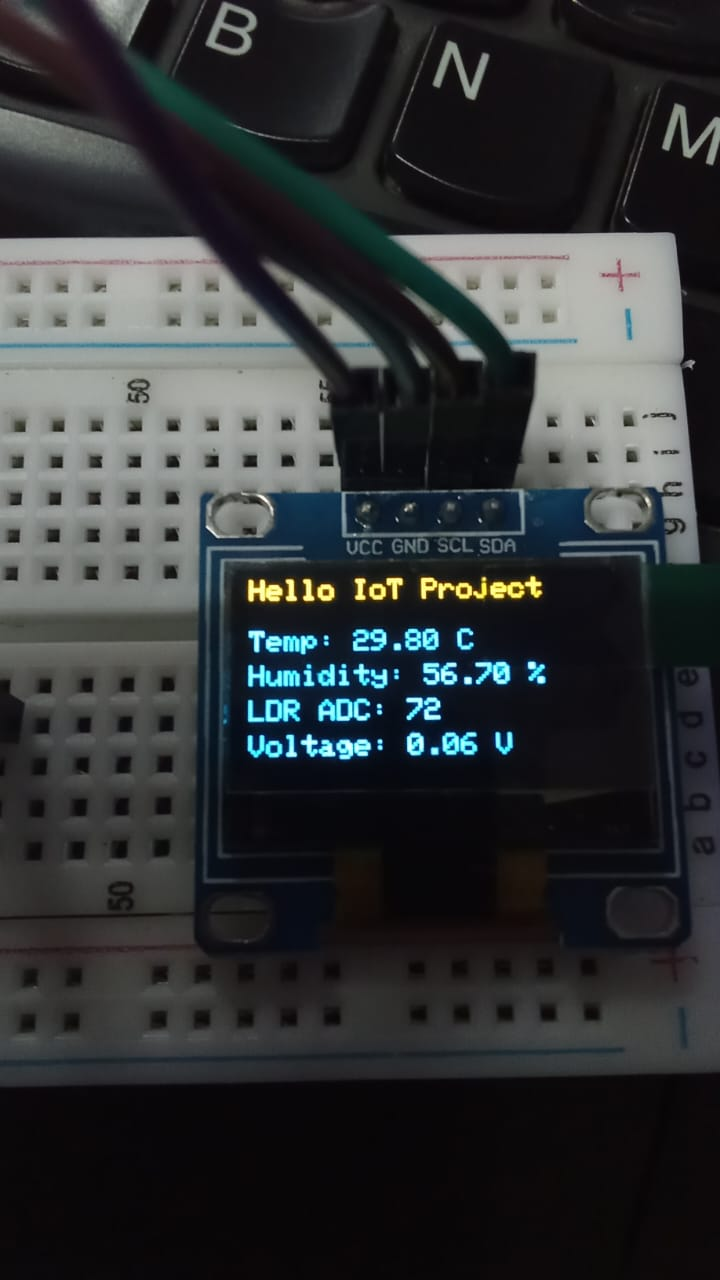 B
N
M
+
50
j
i
h
g
VCC GND SCL SDA
Hello IoT Project
Temp: 29.80 C
Humidity: 56.70 %
LDR ADC: 72
Voltage: 0.06 V
e
d
c
b
a
50
+